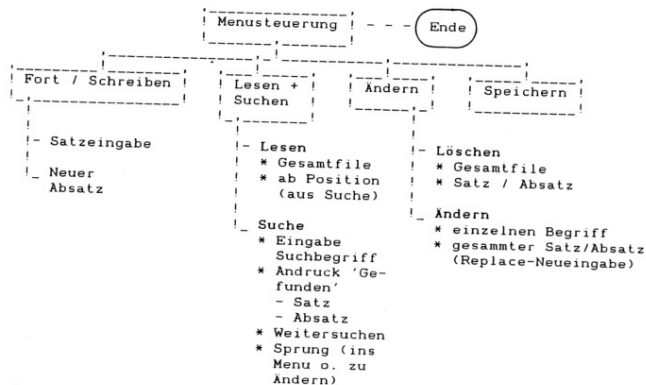 Menusteuerung
Ende
Fort / Schreiben
Lesen +
Suchen
Ändern
Speichern
- Satzeingabe
_ Neuer
Absatz
- Lesen
* Gesamtfile
* ab Position
(aus Suche)
_ Suche
* Eingabe
Suchbegriff
* Andruck 'Ge-
funden'
- Satz
- Absatz
* Weitersuchen
* Sprung (ins
Menu o. zu
Ändern)
- Löschen
* Gesamtfile
* Satz / Absatz
_ Ändern
* einzelnen Begriff
* gesammter Satz/Absatz
(Replace-Neueingabe)